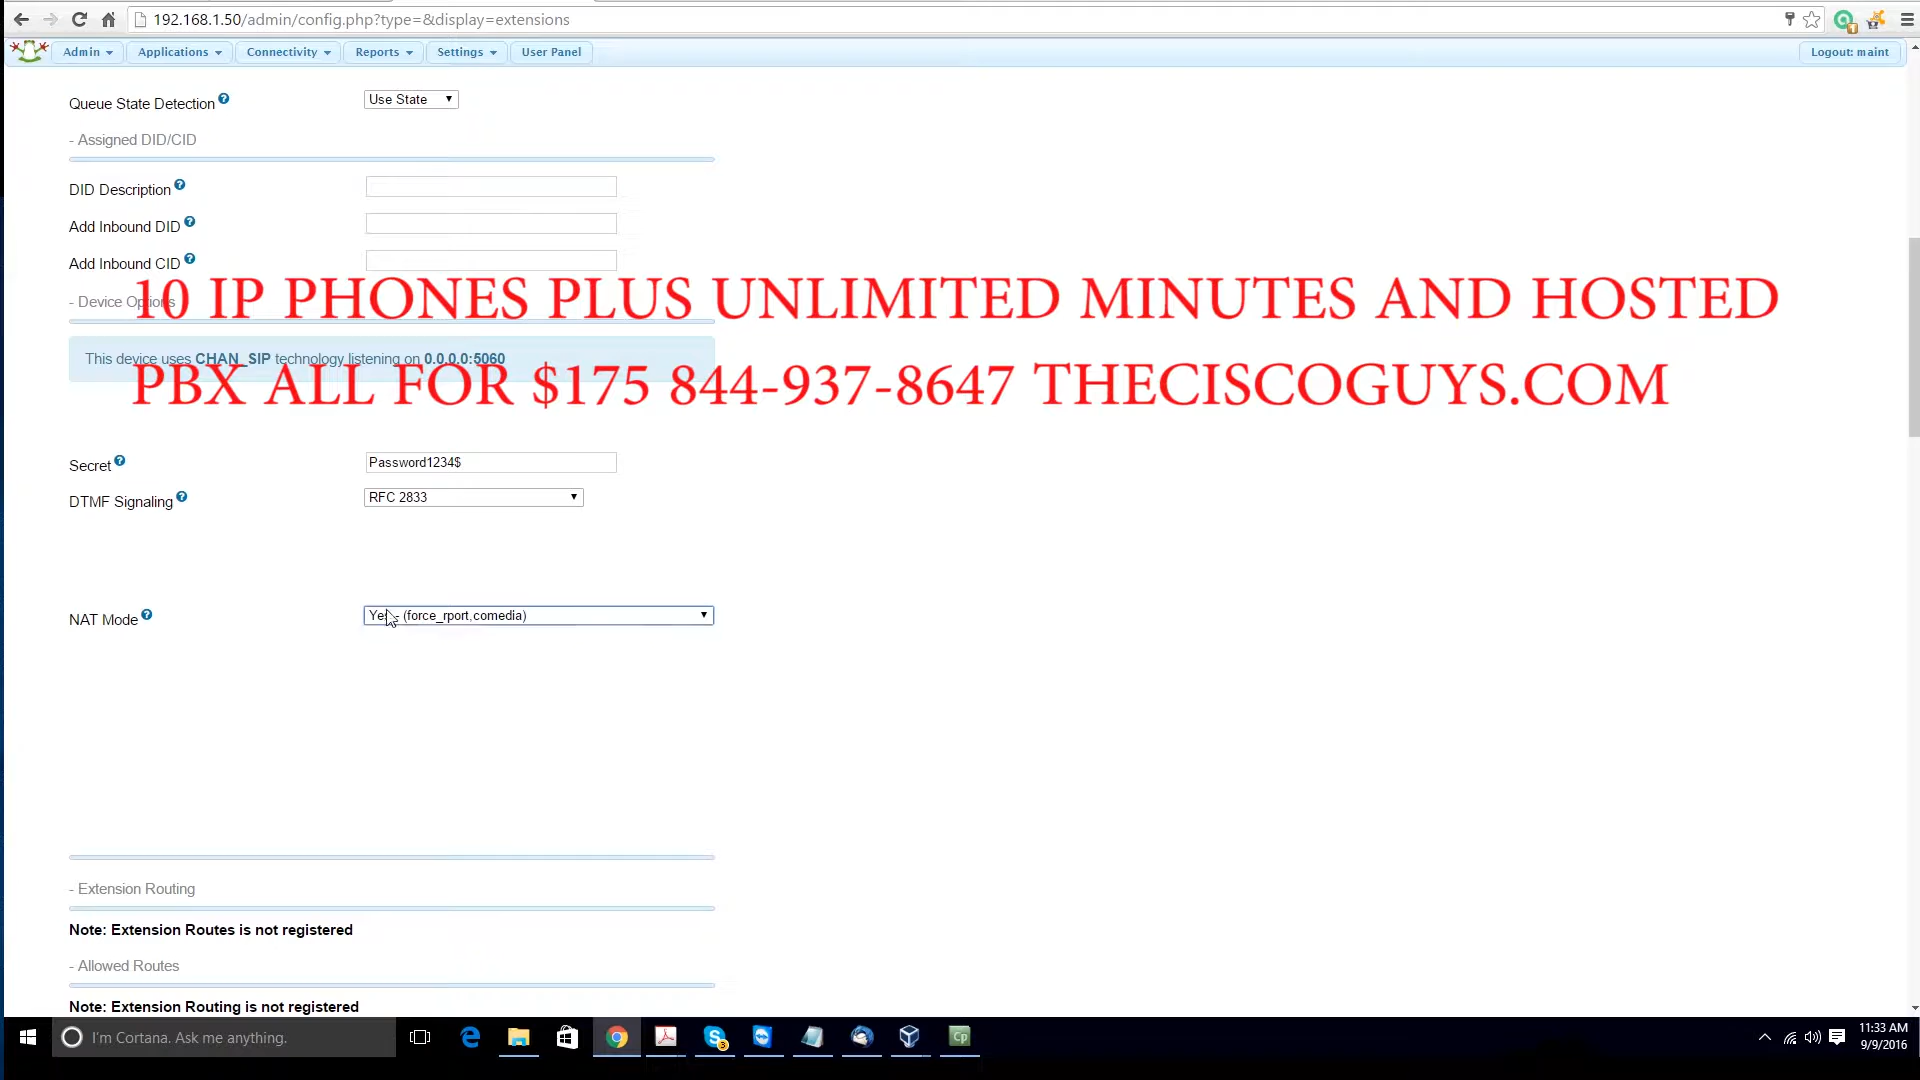 192.168.1.50/admin/config.php?type=&display=extensions
Admin Applications Connectivity Reports Settings User Panel Logout: maint
Queue State Detection Use State
- Assigned DID/CID
DID Description
Add Inbound DID
Add Inbound CID
10 IP PHONES PLUS UNLIMITED MINUTES AND HOSTED
- Device Options
This device uses CHAN_SIP technology listening on 0.0.0.0:5060
PBX ALL FOR $175 844-937-8647 THECISCOGUYS.COM
Secret Password1234$
DTMF Signaling RFC 2833
NAT Mode Yes - (force_rport,comedia)
- Extension Routing
Note: Extension Routes is not registered
- Allowed Routes
Note: Extension Routing is not registered
I'm Cortana. Ask me anything.
3
Cp
11:33 AM
9/9/2016